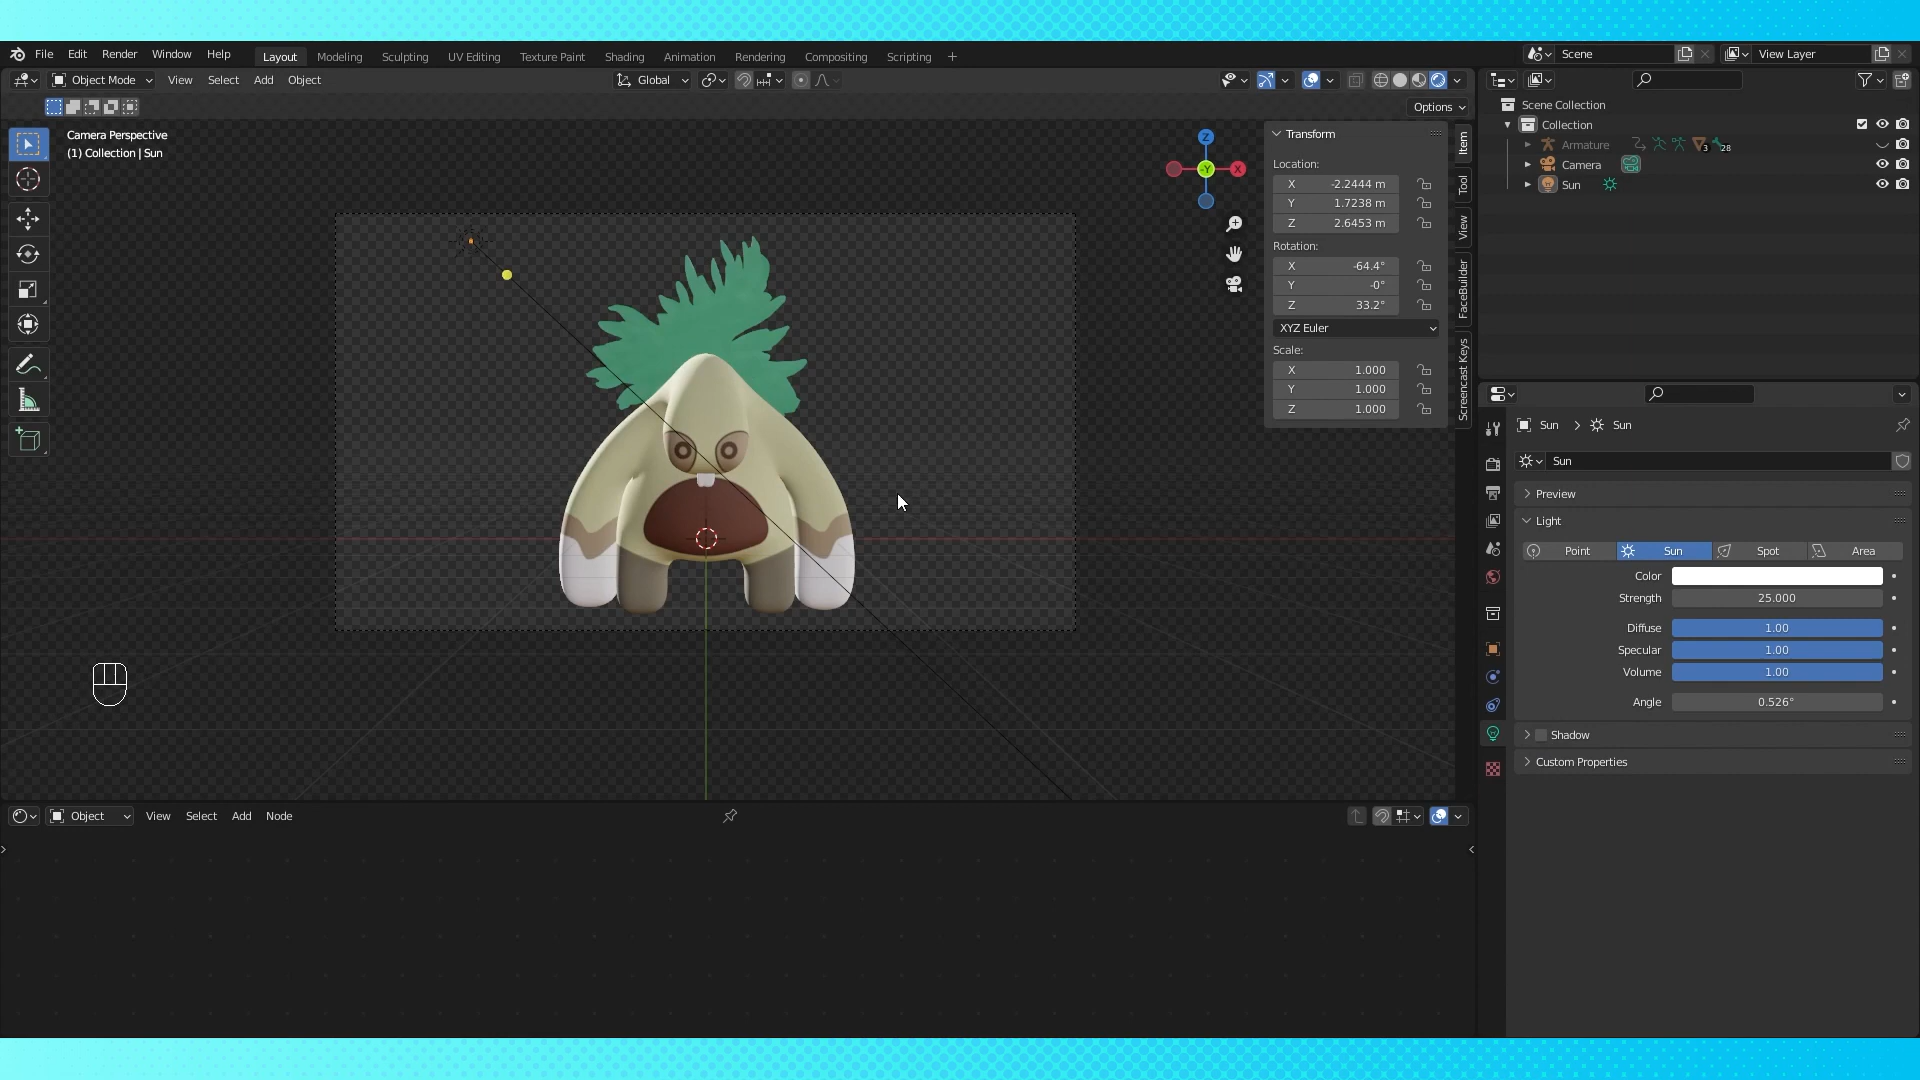 File Edit Render Window Help Layout Modeling Sculpting UV Editing Texture Paint Shading Animation Rendering Compositing Scripting + Scene View Layer
Object Mode View Select Add Object Global
Options
Camera Perspective
(1) Collection | Sun
Z
Y
X
Transform
Location:
X -2.2444 m
Y 1.7238 m
Z 2.6453 m
Rotation:
X -64.4°
Y -0°
Z 33.2°
XYZ Euler
Scale:
X 1.000
Y 1.000
Z 1.000
Item
Tool
View
FaceBuilder
Screencast Keys
Scene Collection
Collection
Armature 3 28
Camera
Sun
Sun > Sun
Sun
Preview
Light
Point Sun Spot Area
Color
Strength 25.000
Diffuse 1.00
Specular 1.00
Volume 1.00
Angle 0.526°
Shadow
Custom Properties
Object View Select Add Node